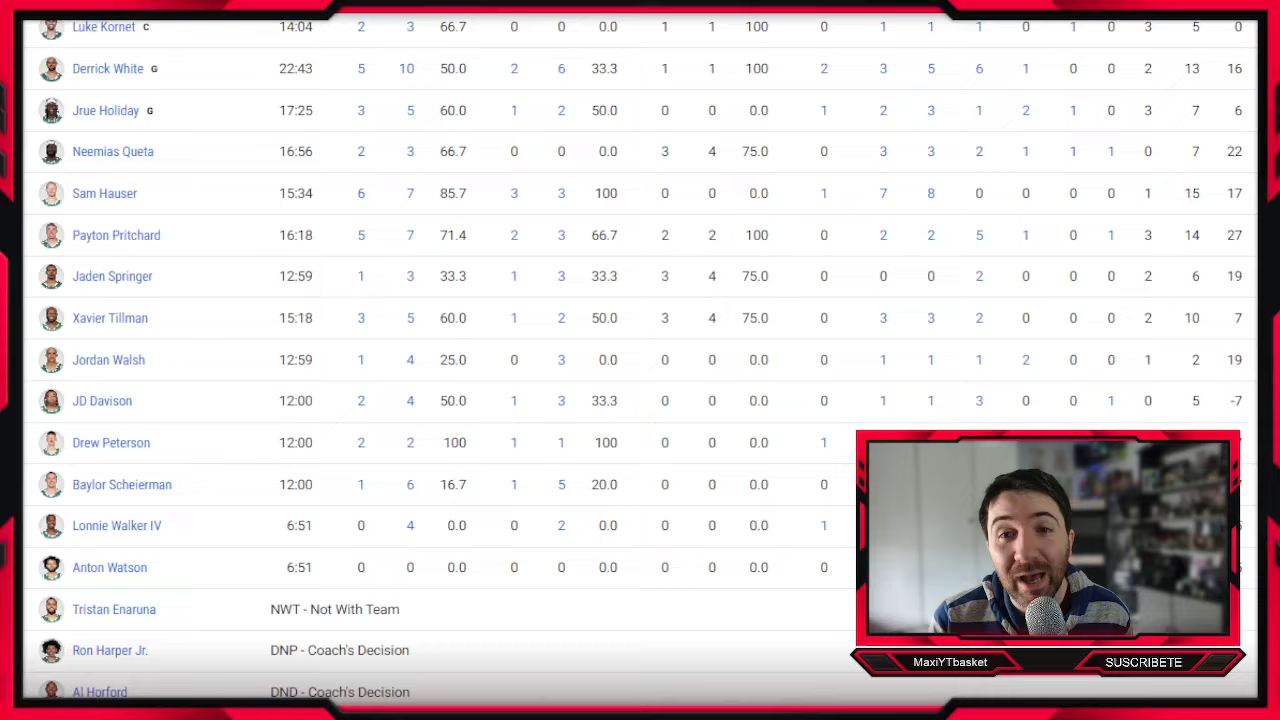 Luke Kornet C 14:04 2 3 66.7 0 0 0.0 1 1 100 0 1 1 1 0 1 0 3 5 0
Derrick White G 22:43 5 10 50.0 2 6 33.3 1 1 100 2 3 5 6 1 0 0 2 13 16
Jrue Holiday G 17:25 3 5 60.0 1 2 50.0 0 0 0.0 1 2 3 1 2 1 0 3 7 6
Neemias Queta 16:56 2 3 66.7 0 0 0.0 3 4 75.0 0 3 3 2 1 1 1 0 7 22
Sam Hauser 15:34 6 7 85.7 3 3 100 0 0 0.0 1 7 8 0 0 0 0 1 15 17
Payton Pritchard 16:18 5 7 71.4 2 3 66.7 2 2 100 0 2 2 5 1 0 1 3 14 27
Jaden Springer 12:59 1 3 33.3 1 3 33.3 3 4 75.0 0 0 0 2 0 0 0 2 6 19
Xavier Tillman 15:18 3 5 60.0 1 2 50.0 3 4 75.0 0 3 3 2 0 0 0 2 10 7
Jordan Walsh 12:59 1 4 25.0 0 3 0.0 0 0 0.0 0 1 1 1 2 0 0 1 2 19
JD Davison 12:00 2 4 50.0 1 3 33.3 0 0 0.0 0 1 1 3 0 0 1 0 5 -7
Drew Peterson 12:00 2 2 100 1 1 100 0 0 0.0 1
Baylor Scheierman 12:00 1 6 16.7 1 5 20.0 0 0 0.0 0
Lonnie Walker IV 6:51 0 4 0.0 0 2 0.0 0 0 0.0 1
Anton Watson 6:51 0 0 0.0 0 0 0.0 0 0 0.0 0
Tristan Enaruna NWT - Not With Team
Ron Harper Jr. DNP - Coach's Decision
Al Horford DND - Coach's Decision
MaxiYTbasket
SUSCRIBETE